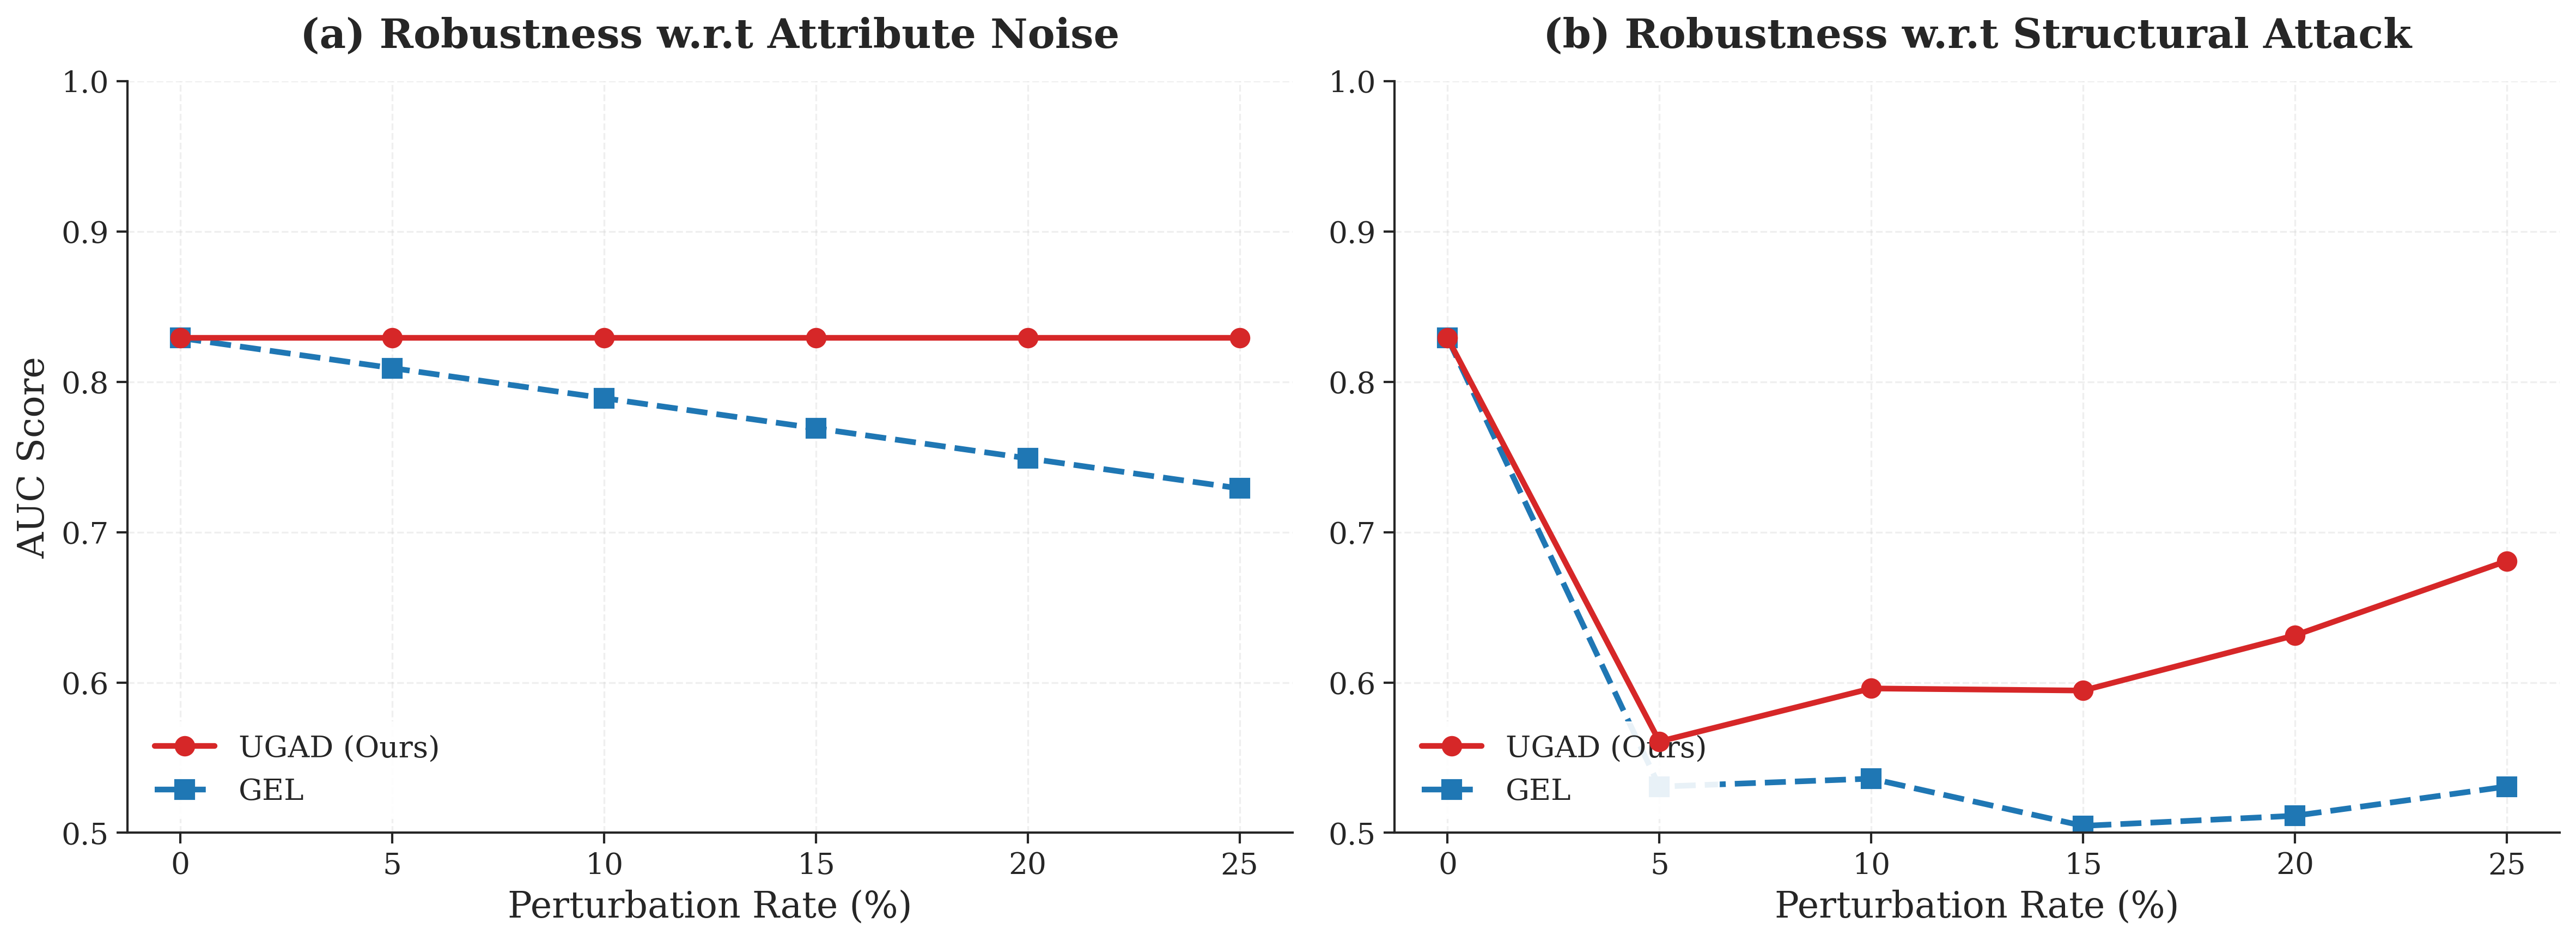 (a) Robustness w.r.t Attribute Noise
AUC Score
1.0
0.9
0.8
0.7
0.6
0.5
UGAD (Ours)
GEL
0 5 10 15 20 25
Perturbation Rate (%)
(b) Robustness w.r.t Structural Attack
1.0
0.9
0.8
0.7
0.6
0.5
UGAD (Ours)
GEL
0 5 10 15 20 25
Perturbation Rate (%)